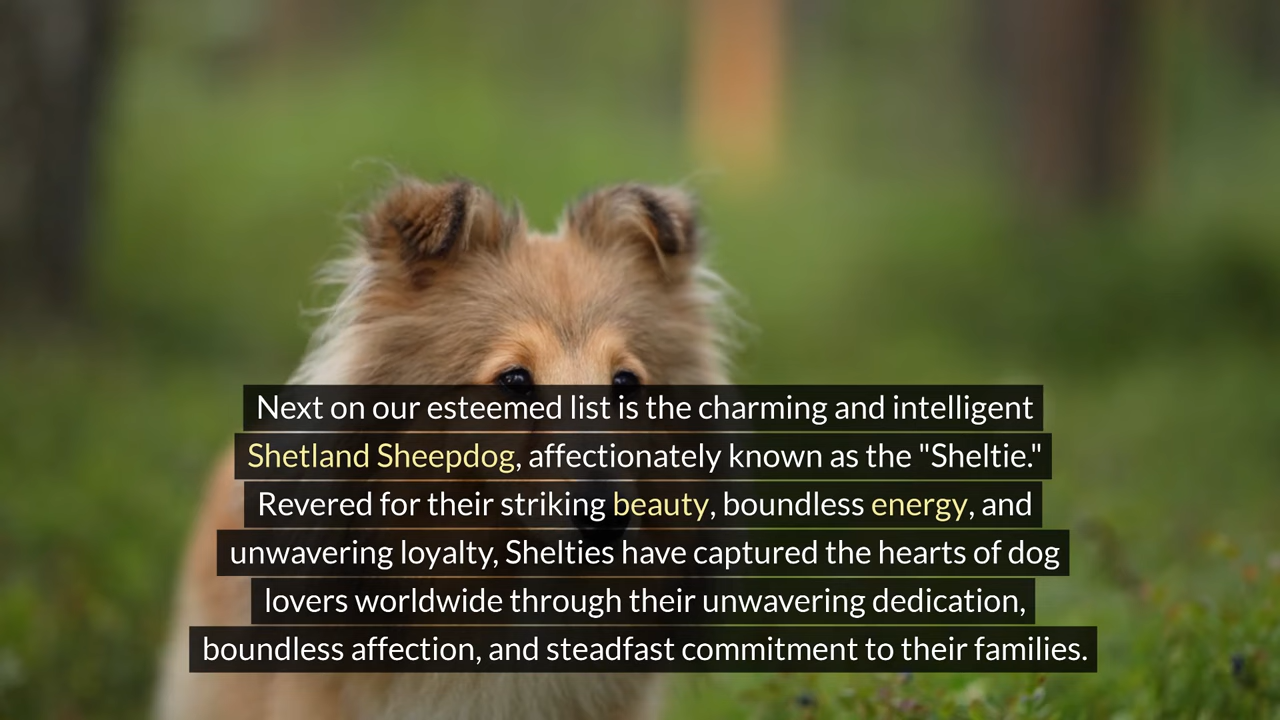 Next on our esteemed list is the charming and intelligent
Shetland Sheepdog, affectionately known as the "Sheltie."
Revered for their striking beauty, boundless energy, and
unwavering loyalty, Shelties have captured the hearts of dog
lovers worldwide through their unwavering dedication,
boundless affection, and steadfast commitment to their families.